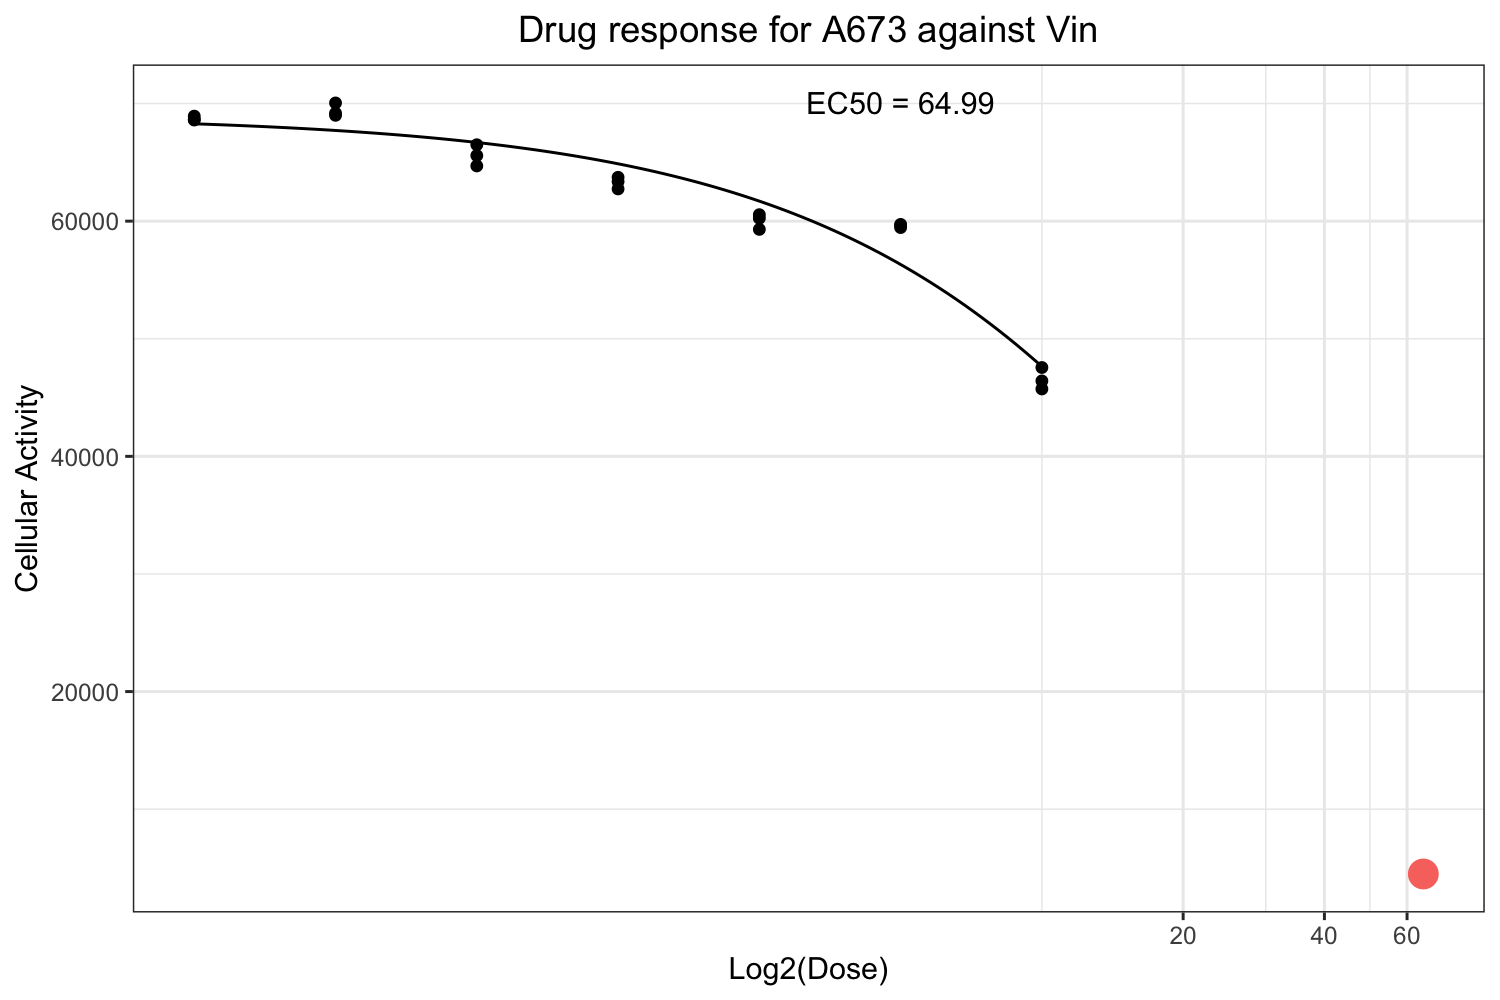 Drug response for A673 against Vin
EC50 = 64.99
60000
40000
20000
Cellular Activity
20 40 60
Log2(Dose)